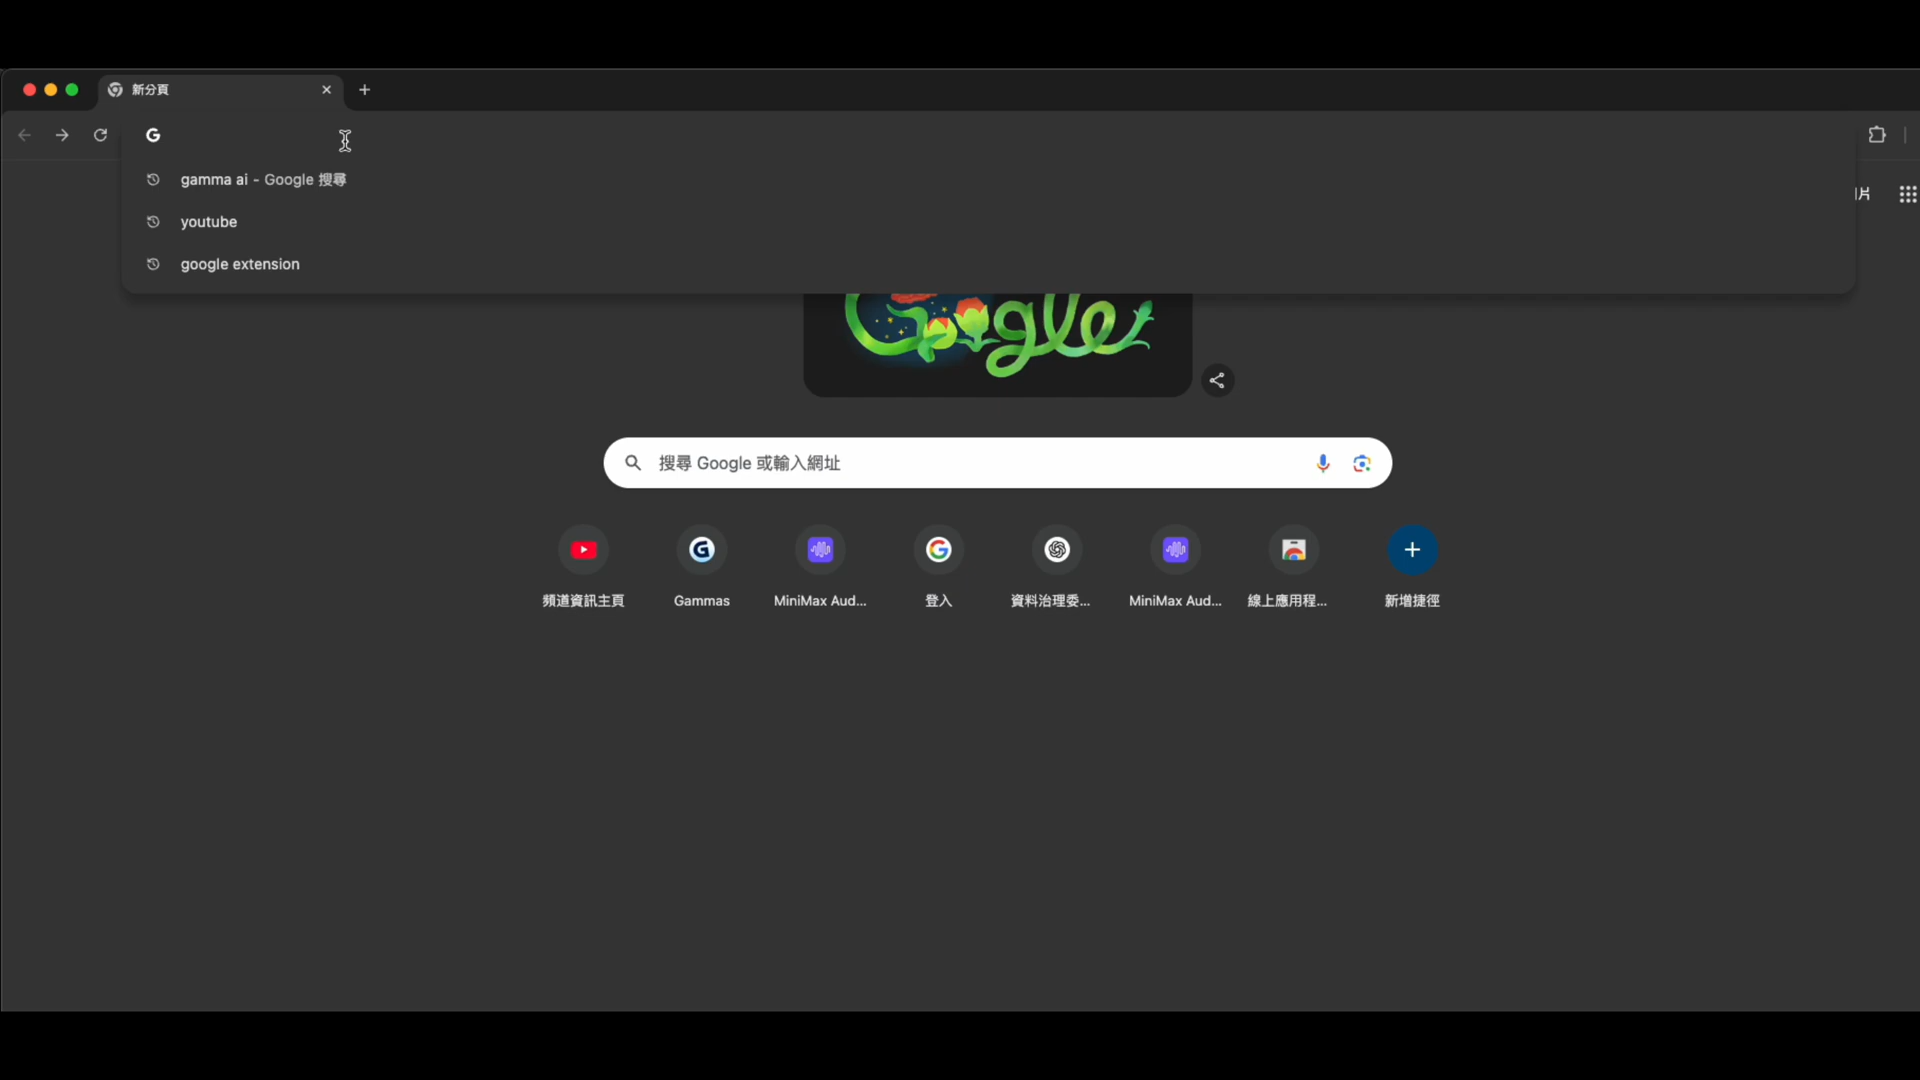 新分頁
gamma ai - Google 搜尋
youtube
google extension
片
Google
搜尋 Google 或輸入網址
頻道資訊主頁
Gammas
MiniMax Aud...
登入
資料治理委...
MiniMax Aud...
線上應用程...
新增捷徑